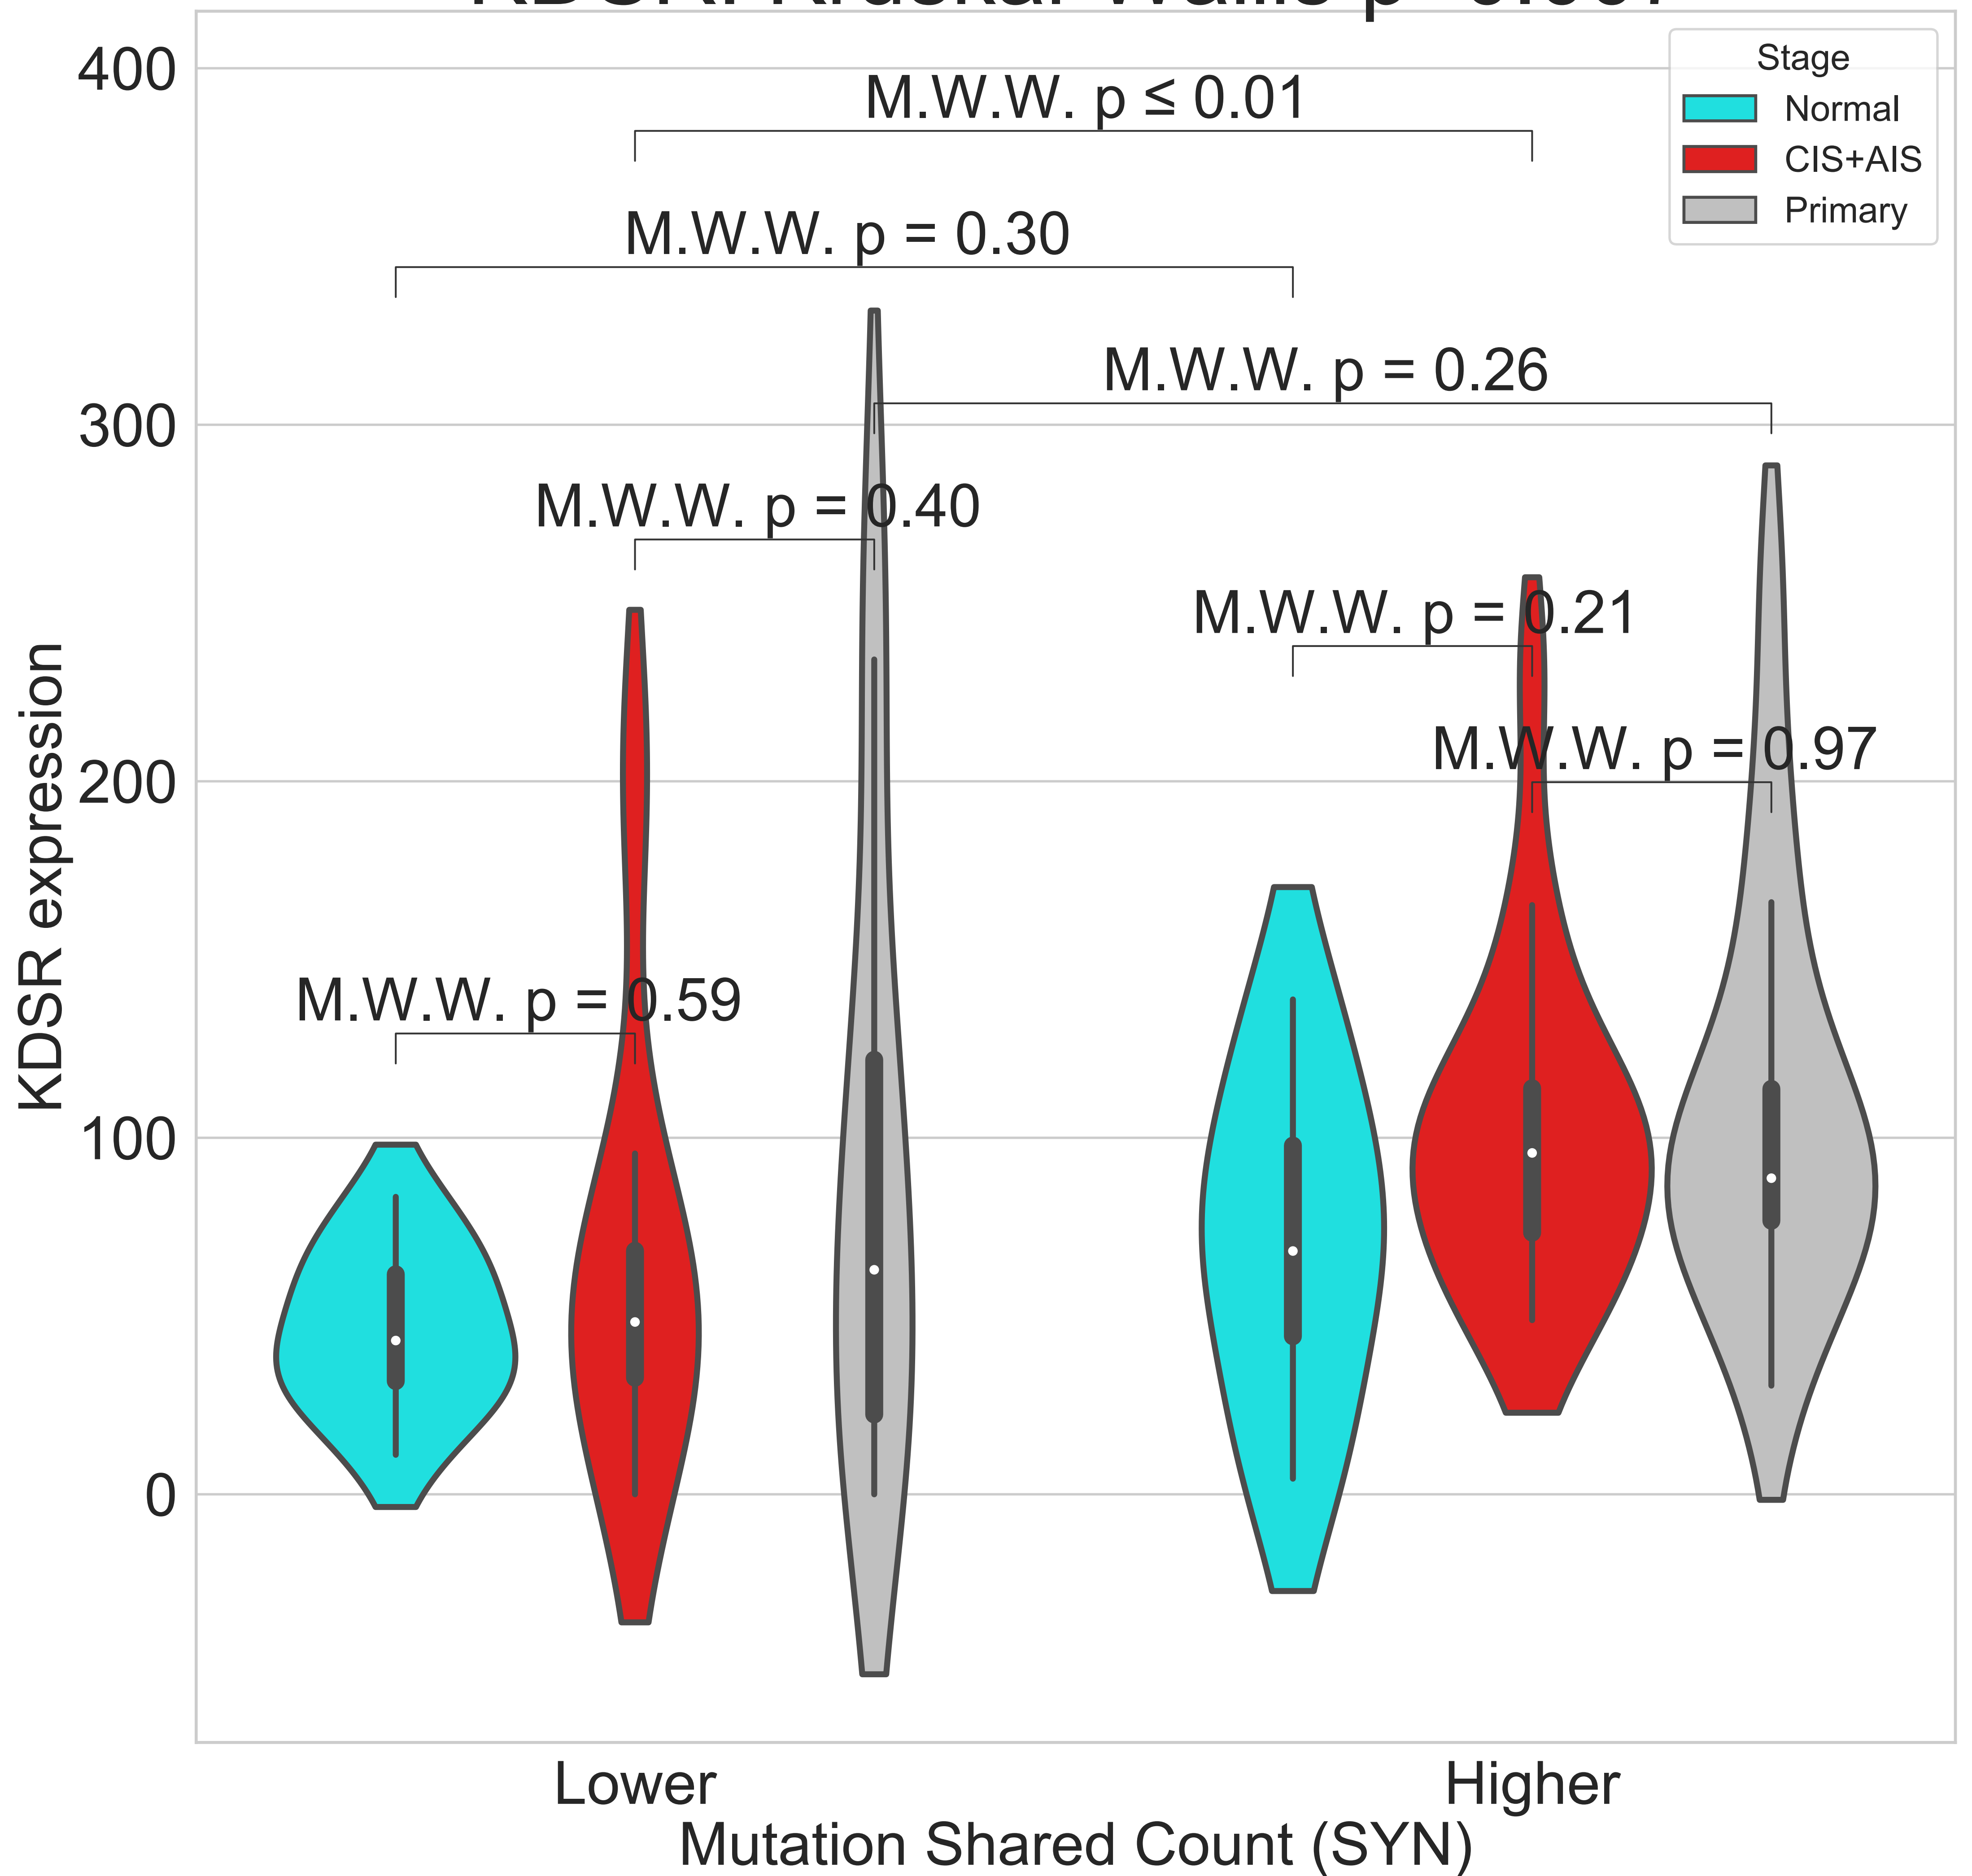 400
M.W.W. p ≤ 0.01
Stage
Normal
CIS+AIS
Primary
M.W.W. p = 0.30
M.W.W. p = 0.26
300
M.W.W. p = 0.40
M.W.W. p = 0.21
M.W.W. p = 0.97
200
M.W.W. p = 0.59
100
0
KDSR expression
Lower
Higher
Mutation Shared Count (SYN)